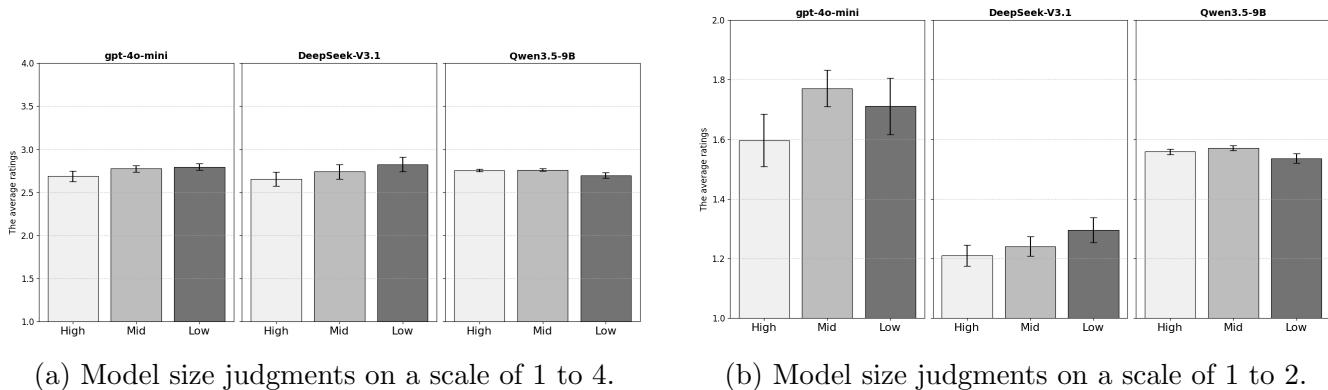 gpt-4o-mini DeepSeek-V3.1 Qwen3.5-9B
The average ratings
4.0
3.5
3.0
2.5
2.0
1.5
1.0
High Mid Low High Mid Low High Mid Low
(a) Model size judgments on a scale of 1 to 4.
gpt-4o-mini DeepSeek-V3.1 Qwen3.5-9B
The average ratings
2.0
1.8
1.6
1.4
1.2
1.0
High Mid Low High Mid Low High Mid Low
(b) Model size judgments on a scale of 1 to 2.